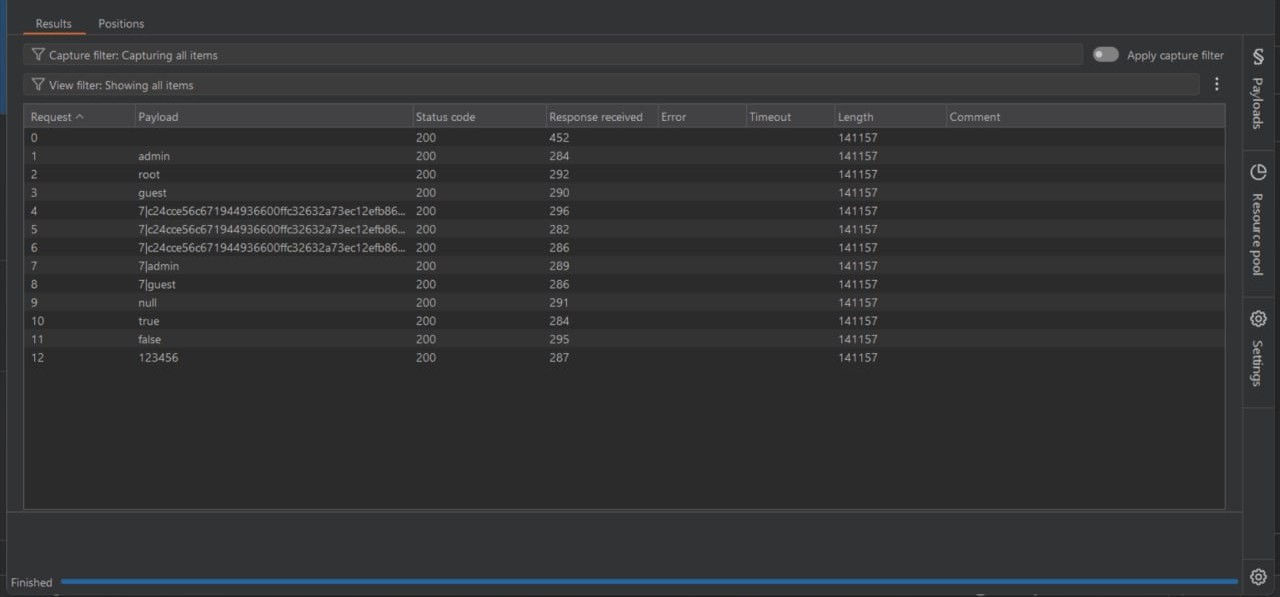 Results Positions
Capture filter: Capturing all items Apply capture filter
View filter: Showing all items
Request Payload Status code Response received Error Timeout Length Comment
0 200 452 141157
1 admin 200 284 141157
2 root 200 292 141157
3 guest 200 290 141157
4 7|c24cce56c671944936600ffc32632a73ec12efb86... 200 296 141157
5 7|c24cce56c671944936600ffc32632a73ec12efb86... 200 282 141157
6 7|c24cce56c671944936600ffc32632a73ec12efb86... 200 286 141157
7 7|admin 200 289 141157
8 7|guest 200 286 141157
9 null 200 291 141157
10 true 200 284 141157
11 false 200 295 141157
12 123456 200 287 141157
Finished
Payloads
Resource pool
Settings